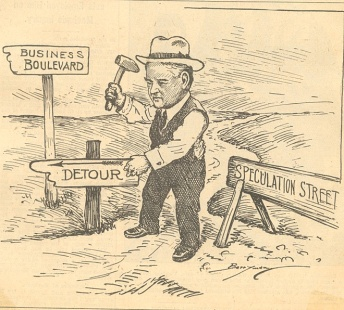 BUSINESS
BOULEVARD
DETOUR
SPECULATION STREET